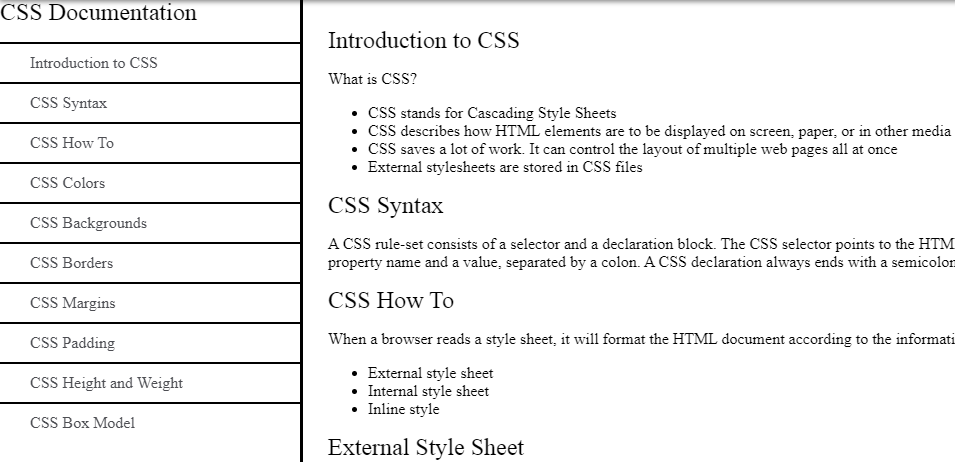 CSS Documentation
Introduction to CSS
CSS Syntax
CSS How To
CSS Colors
CSS Backgrounds
CSS Borders
CSS Margins
CSS Padding
CSS Height and Weight
CSS Box Model
Introduction to CSS
What is CSS?
CSS stands for Cascading Style Sheets
CSS describes how HTML elements are to be displayed on screen, paper, or in other media
CSS saves a lot of work. It can control the layout of multiple web pages all at once
External stylesheets are stored in CSS files
CSS Syntax
A CSS rule-set consists of a selector and a declaration block. The CSS selector points to the HTM
property name and a value, separated by a colon. A CSS declaration always ends with a semicolon
CSS How To
When a browser reads a style sheet, it will format the HTML document according to the informati
External style sheet
Internal style sheet
Inline style
External Style Sheet